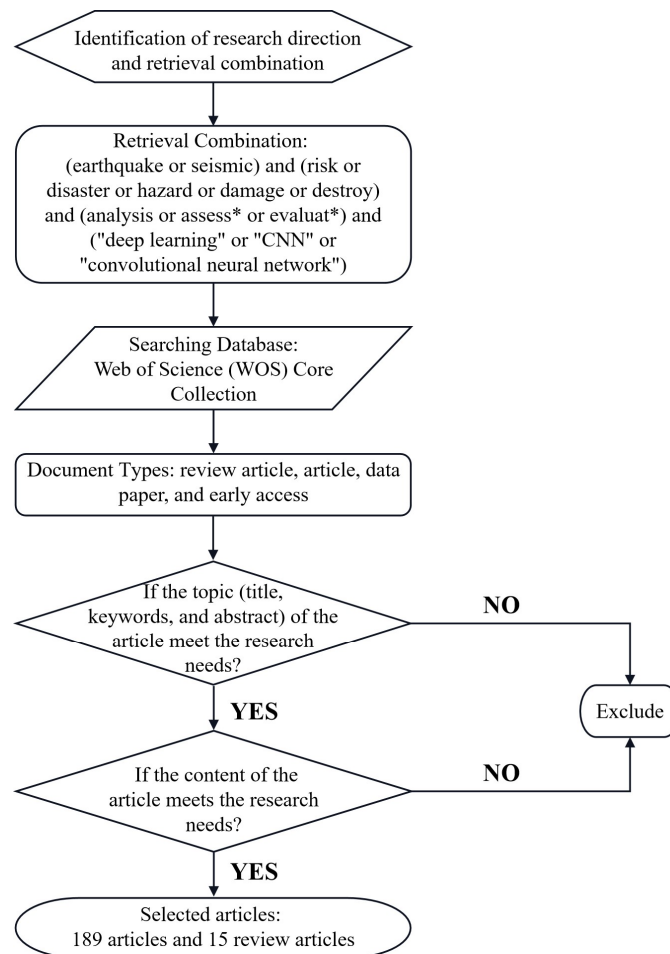 Identification of research direction
and retrieval combination
Retrieval Combination:
(earthquake or seismic) and (risk or
disaster or hazard or damage or destroy)
and (analysis or assess* or evaluat*) and
("deep learning" or "CNN" or
"convolutional neural network")
Searching Database:
Web of Science (WOS) Core
Collection
Document Types: review article, article, data
paper, and early access
If the topic (title,
keywords, and abstract) of the
article meet the research
needs?
NO
YES
Exclude
If the content of the
article meets the research
needs?
NO
YES
Selected articles:
189 articles and 15 review articles